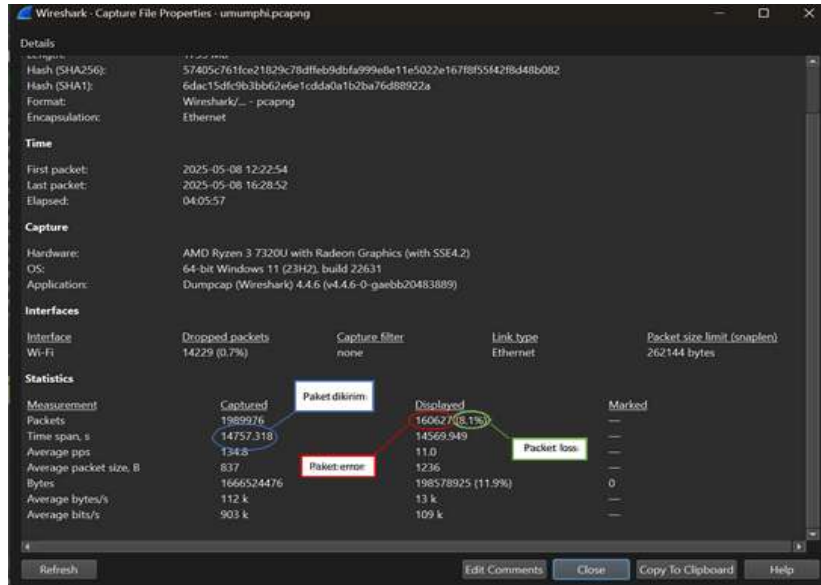 Wireshark · Capture File Properties · umumphi.pcapng
Details
Hash (SHA256): 57405c761fce21829c78dffeb9dbfa999e8e11e5022e167f8f55f42f8d48b082
Hash (SHA1): 6dac15dfc9b3bb62e6e1cdda0a1b2ba76d88922a
Format: Wireshark/... - pcapng
Encapsulation: Ethernet
Time
First packet: 2025-05-08 12:22:54
Last packet: 2025-05-08 16:28:52
Elapsed: 04:05:57
Capture
Hardware: AMD Ryzen 3 7320U with Radeon Graphics (with SSE4.2)
OS: 64-bit Windows 11 (23H2), build 22631
Application: Dumpcap (Wireshark) 4.4.6 (v4.4.6-0-gaebb20483889)
Interfaces
Interface Dropped packets Capture filter Link type Packet size limit (snaplen)
Wi-Fi 14229 (0.7%) none Ethernet 262144 bytes
Statistics
Paket dikirim
Measurement Captured Displayed Marked
Packets 1989976 160627 (8.1%) —
Time span, s 14757.318 14569.949 —
Packet loss
Average pps 134.8 11.0 —
Paket error
Average packet size, B 837 1236 —
Bytes 1666524476 198578925 (11.9%) 0
Average bytes/s 112 k 13 k —
Average bits/s 903 k 109 k —
Refresh Edit Comments Close Copy To Clipboard Help